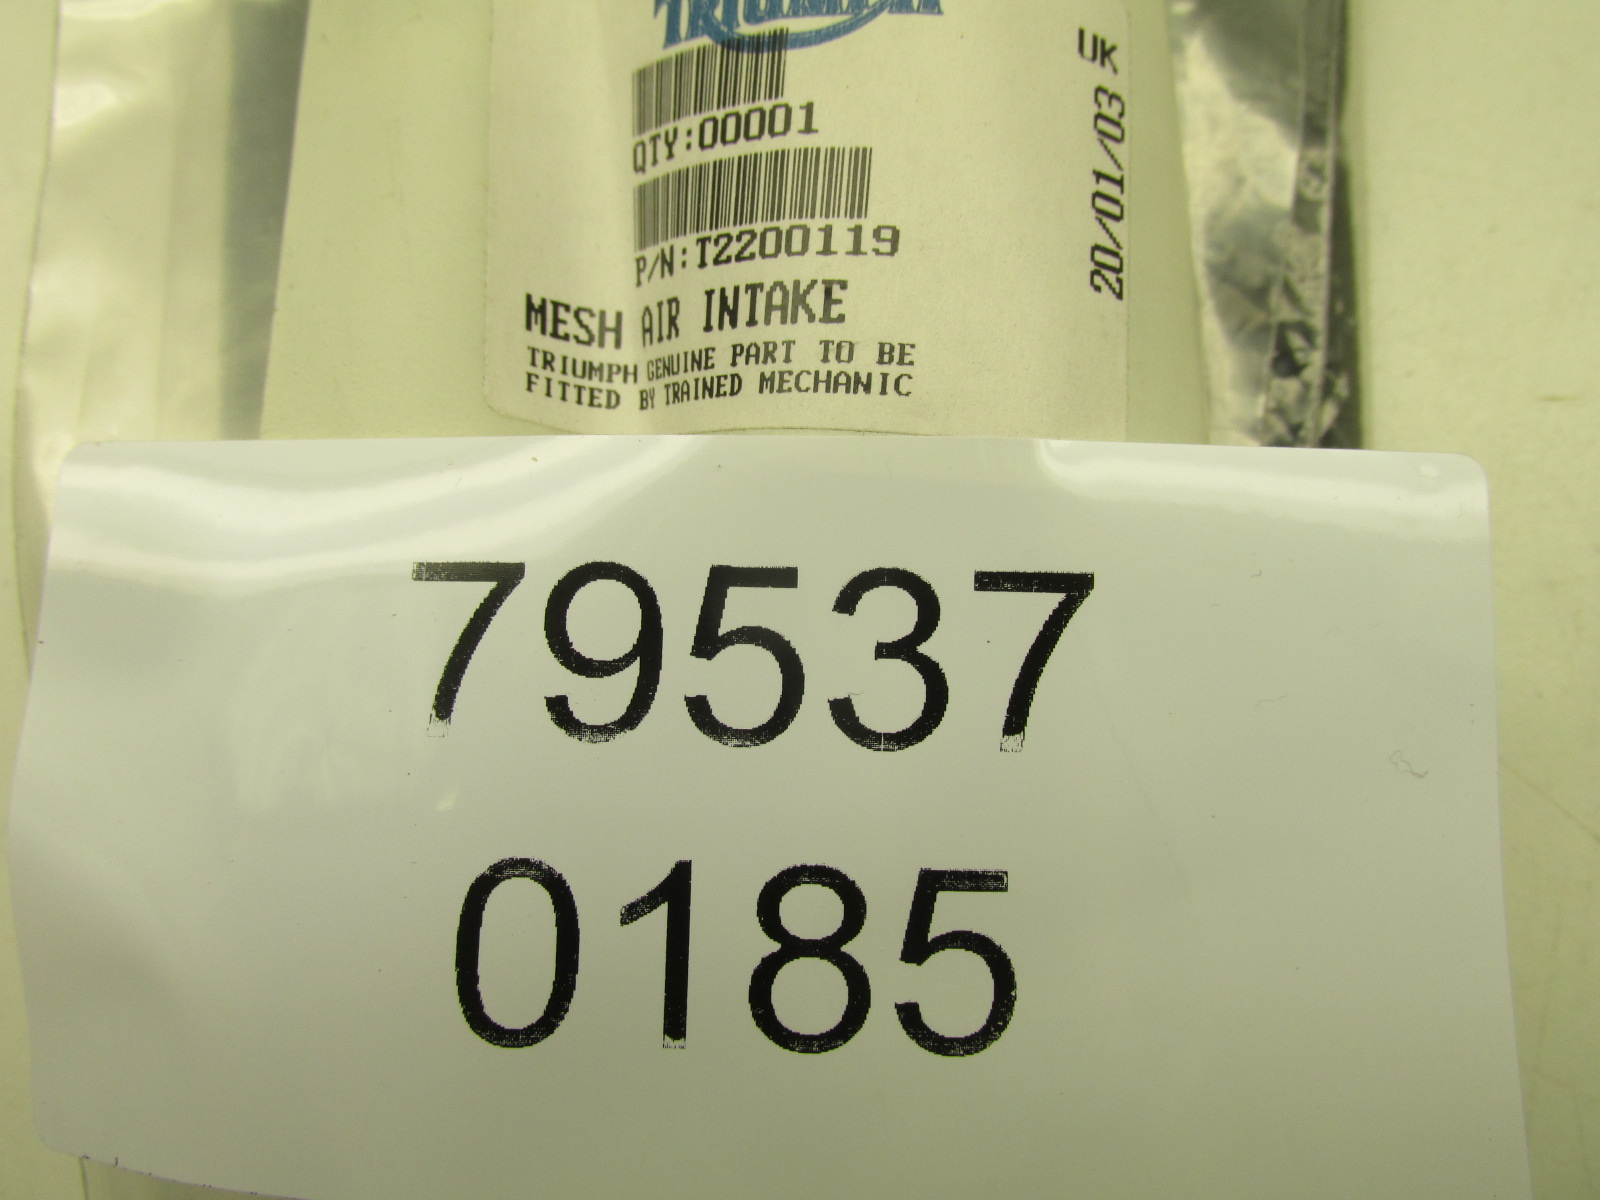 TRIUMPH
QTY:00001
P/N:T2200119
MESH AIR INTAKE
TRIUMPH GENUINE PART TO BE
FITTED BY TRAINED MECHANIC
UK
20/01/03
79537
0185